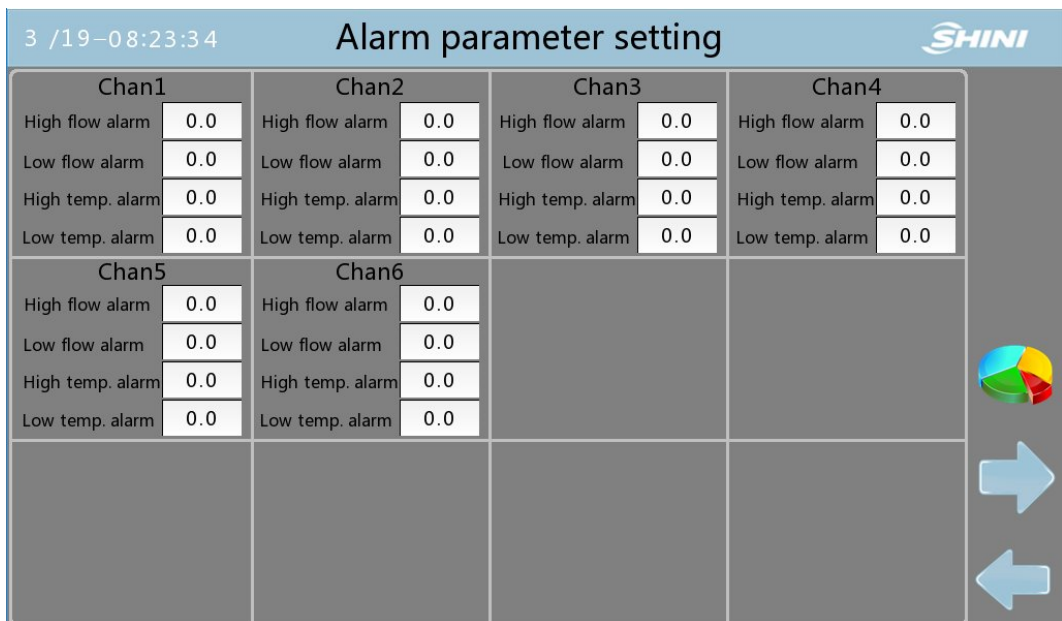 3 /19-08:23:34 Alarm parameter setting SHINI
Chan1 Chan2 Chan3 Chan4
High flow alarm 0.0 High flow alarm 0.0 High flow alarm 0.0 High flow alarm 0.0
Low flow alarm 0.0 Low flow alarm 0.0 Low flow alarm 0.0 Low flow alarm 0.0
High temp. alarm 0.0 High temp. alarm 0.0 High temp. alarm 0.0 High temp. alarm 0.0
Low temp. alarm 0.0 Low temp. alarm 0.0 Low temp. alarm 0.0 Low temp. alarm 0.0
Chan5 Chan6
High flow alarm 0.0 High flow alarm 0.0
Low flow alarm 0.0 Low flow alarm 0.0
High temp. alarm 0.0 High temp. alarm 0.0
Low temp. alarm 0.0 Low temp. alarm 0.0